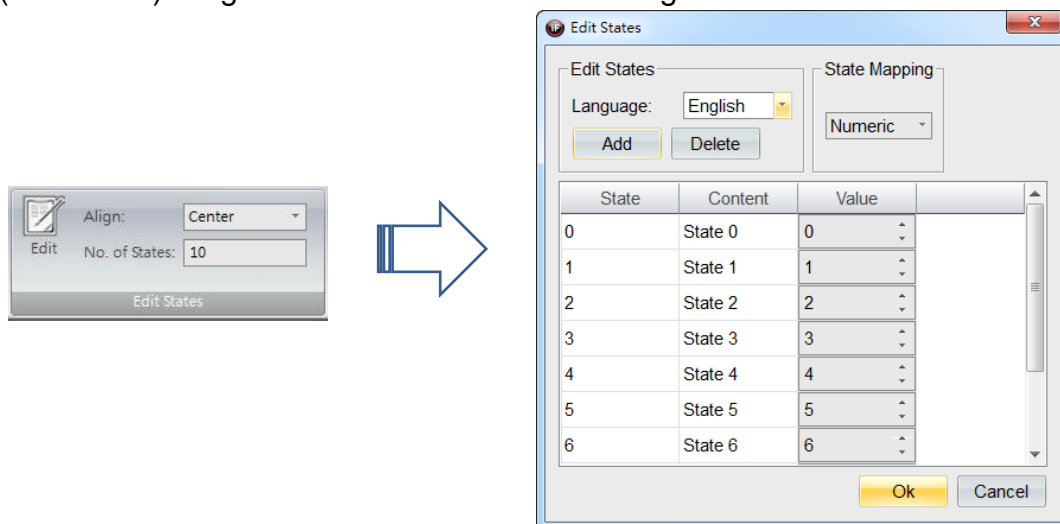 Edit States
Edit States
State Mapping
Language:
English
Numeric
Add
Delete
State Content Value
0 State 0 0
1 State 1 1
2 State 2 2
3 State 3 3
4 State 4 4
5 State 5 5
6 State 6 6
Ok Cancel
Align: Center
Edit
No. of States: 10
Edit States